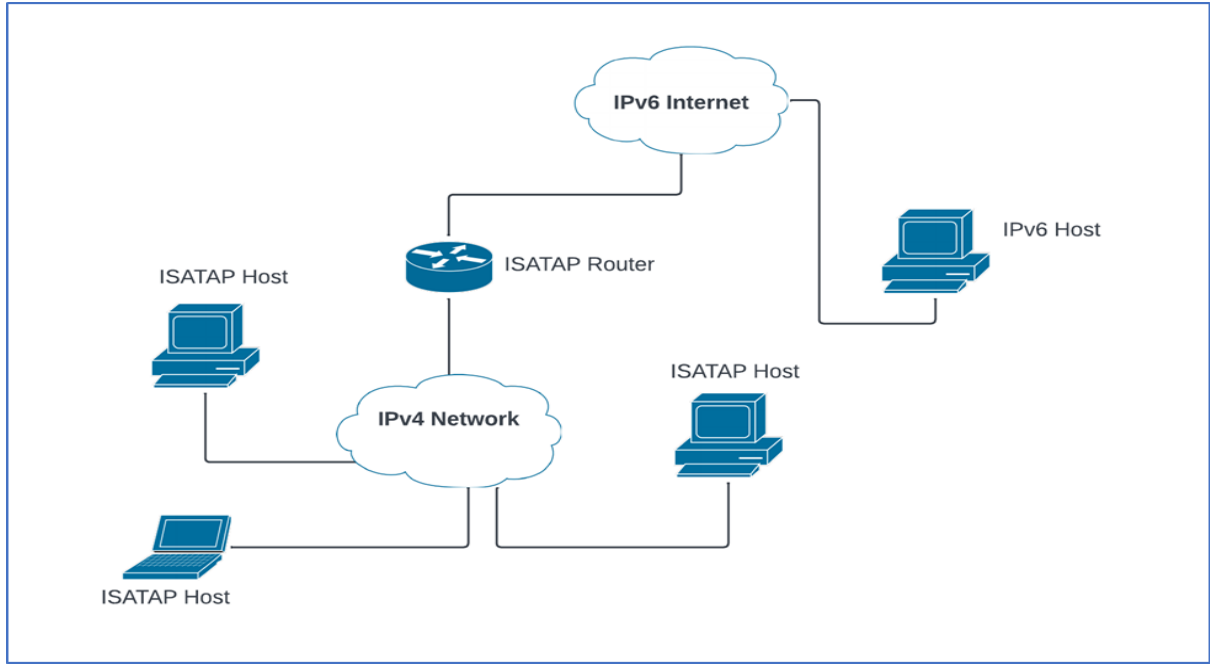 IPv6 Internet
IPv6 Host
ISATAP Router
ISATAP Host
ISATAP Host
IPv4 Network
ISATAP Host